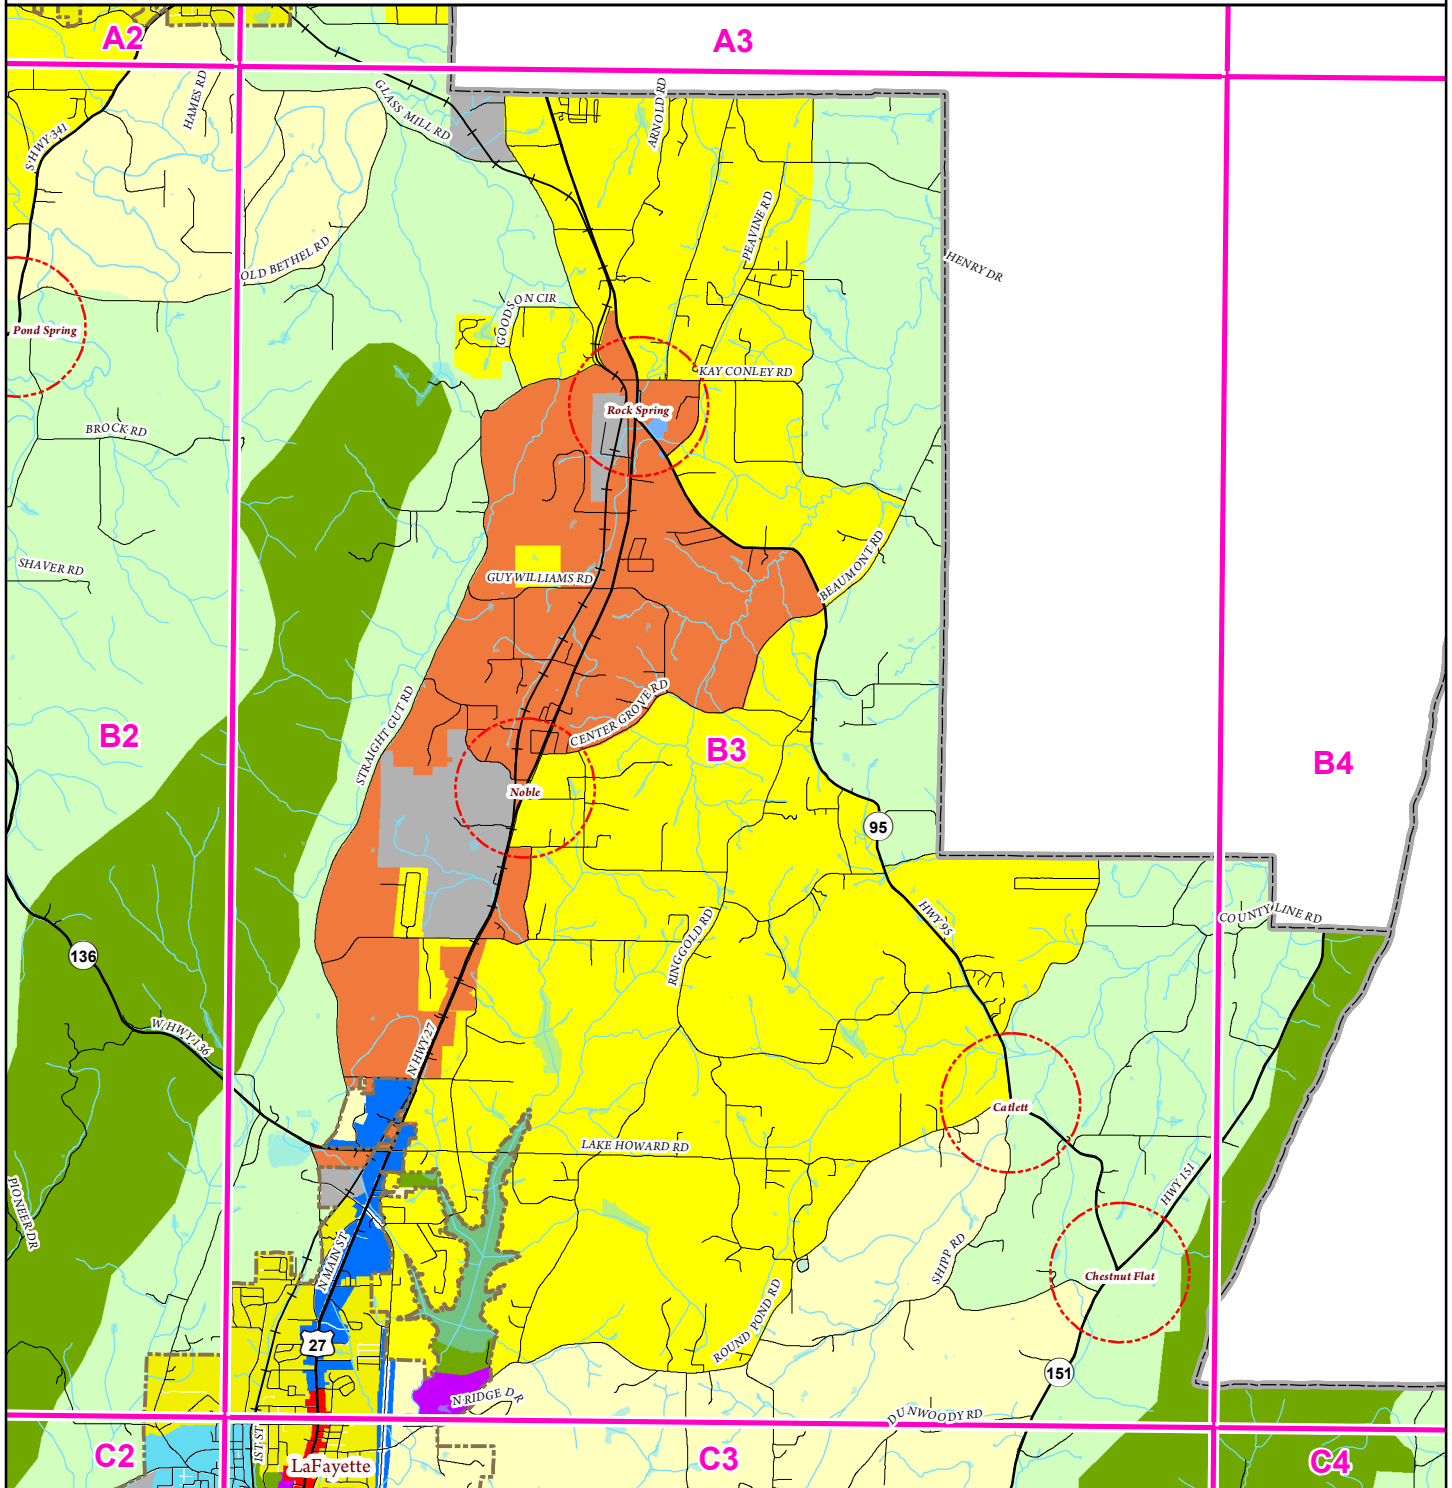 A2
A3
HAMES RD
GLASS MILL RD
ARNOLD RD
S HWY 341
PEAVINE RD
OLD BETHEL RD
HENRY DR
GOODSON CIR
Pond Spring
KAY CONLEY RD
Rock Spring
BROCK RD
SHAVER RD
GUY WILLIAMS RD
BEAUMONT RD
STRAIGHT GUT RD
CENTER GROVE RD
B2
B3
B4
Noble
95
HWY 95
COUNTY LINE RD
136
RINGGOLD RD
W HWY 136
N HWY 27
Catlett
LAKE HOWARD RD
PIONEER DR
HWY 151
N MAIN ST
SHIPP RD
Chestnut Flat
27
ROUND POND RD
151
N RIDGE DR
DUNWOODY RD
C2
1ST ST
LaFayette
C3
C4